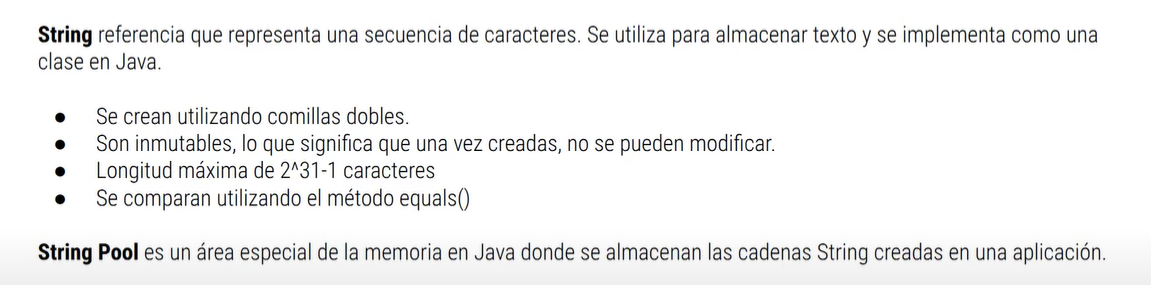 String referencia que representa una secuencia de caracteres. Se utiliza para almacenar texto y se implementa como una
clase en Java.
● Se crean utilizando comillas dobles.
● Son inmutables, lo que significa que una vez creadas, no se pueden modificar.
● Longitud máxima de 2^31-1 caracteres
● Se comparan utilizando el método equals()
String Pool es un área especial de la memoria en Java donde se almacenan las cadenas String creadas en una aplicación.